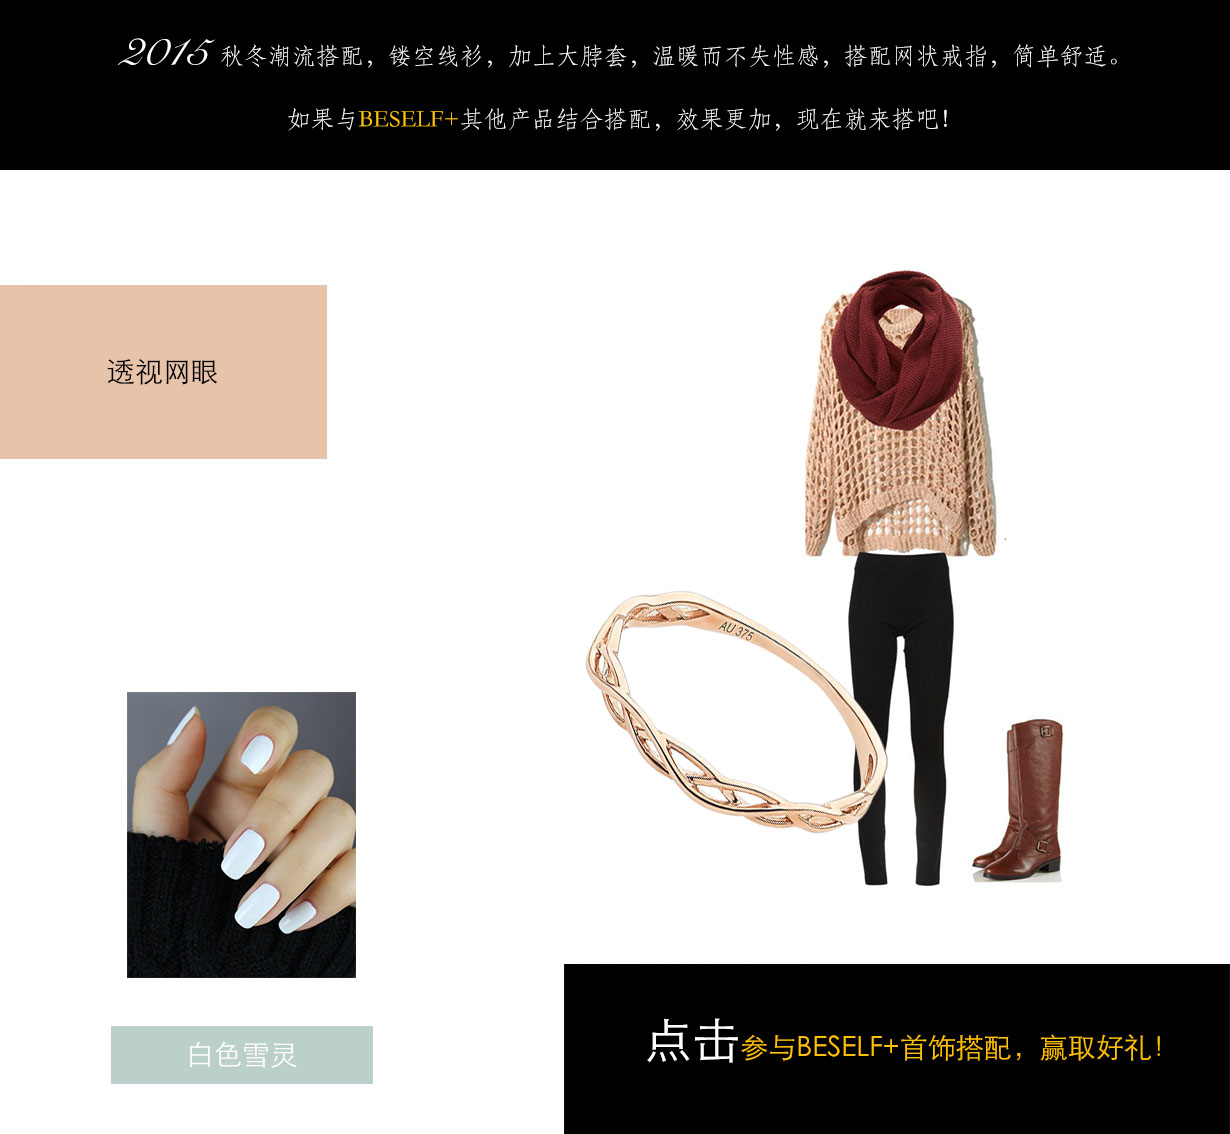 2015 秋冬潮流搭配，镂空线衫，加上大脖套，温暖而不失性感，搭配网状戒指，简单舒适。
如果与BESELF+其他产品结合搭配，效果更加，现在就来搭吧！
透视网眼
AU 375
白色雪灵
点击参与BESELF+首饰搭配，赢取好礼！